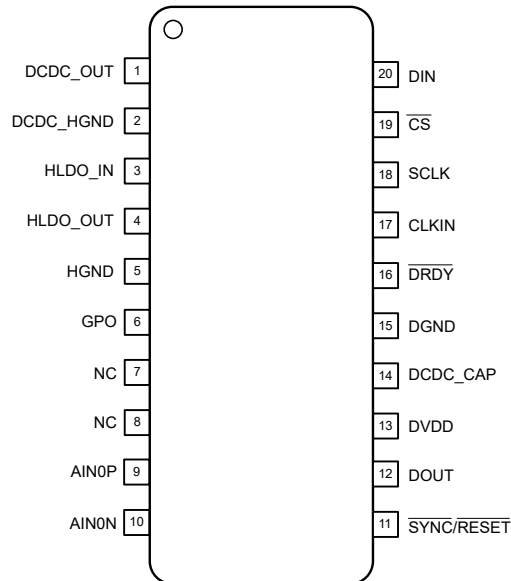 DCDC_OUT 1
DCDC_HGND 2
HLDO_IN 3
HLDO_OUT 4
HGND 5
GPO 6
NC 7
NC 8
AIN0P 9
AIN0N 10
20 DIN
19 CS
18 SCLK
17 CLKIN
16 DRDY
15 DGND
14 DCDC_CAP
13 DVDD
12 DOUT
11 SYNC/RESET